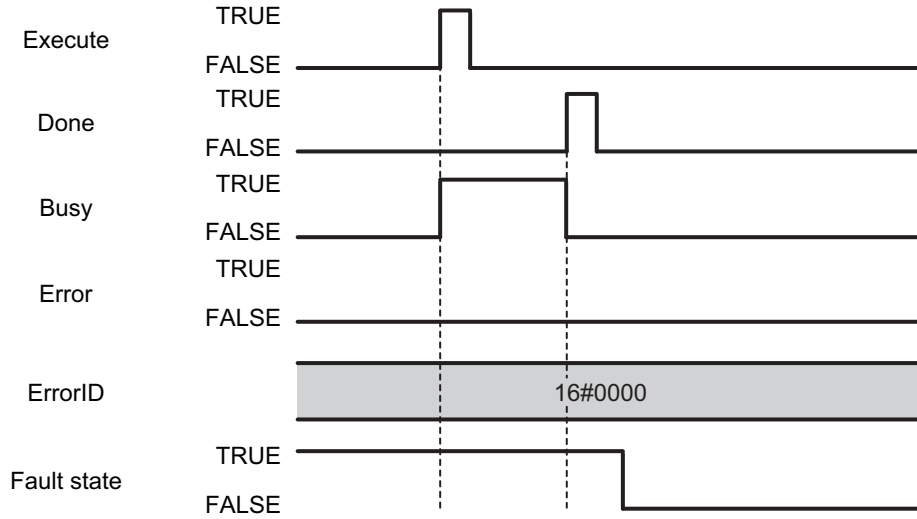 TRUE
Execute
FALSE
TRUE
Done
FALSE
TRUE
Busy
FALSE
TRUE
Error
FALSE
ErrorID
16#0000
TRUE
Fault state
FALSE